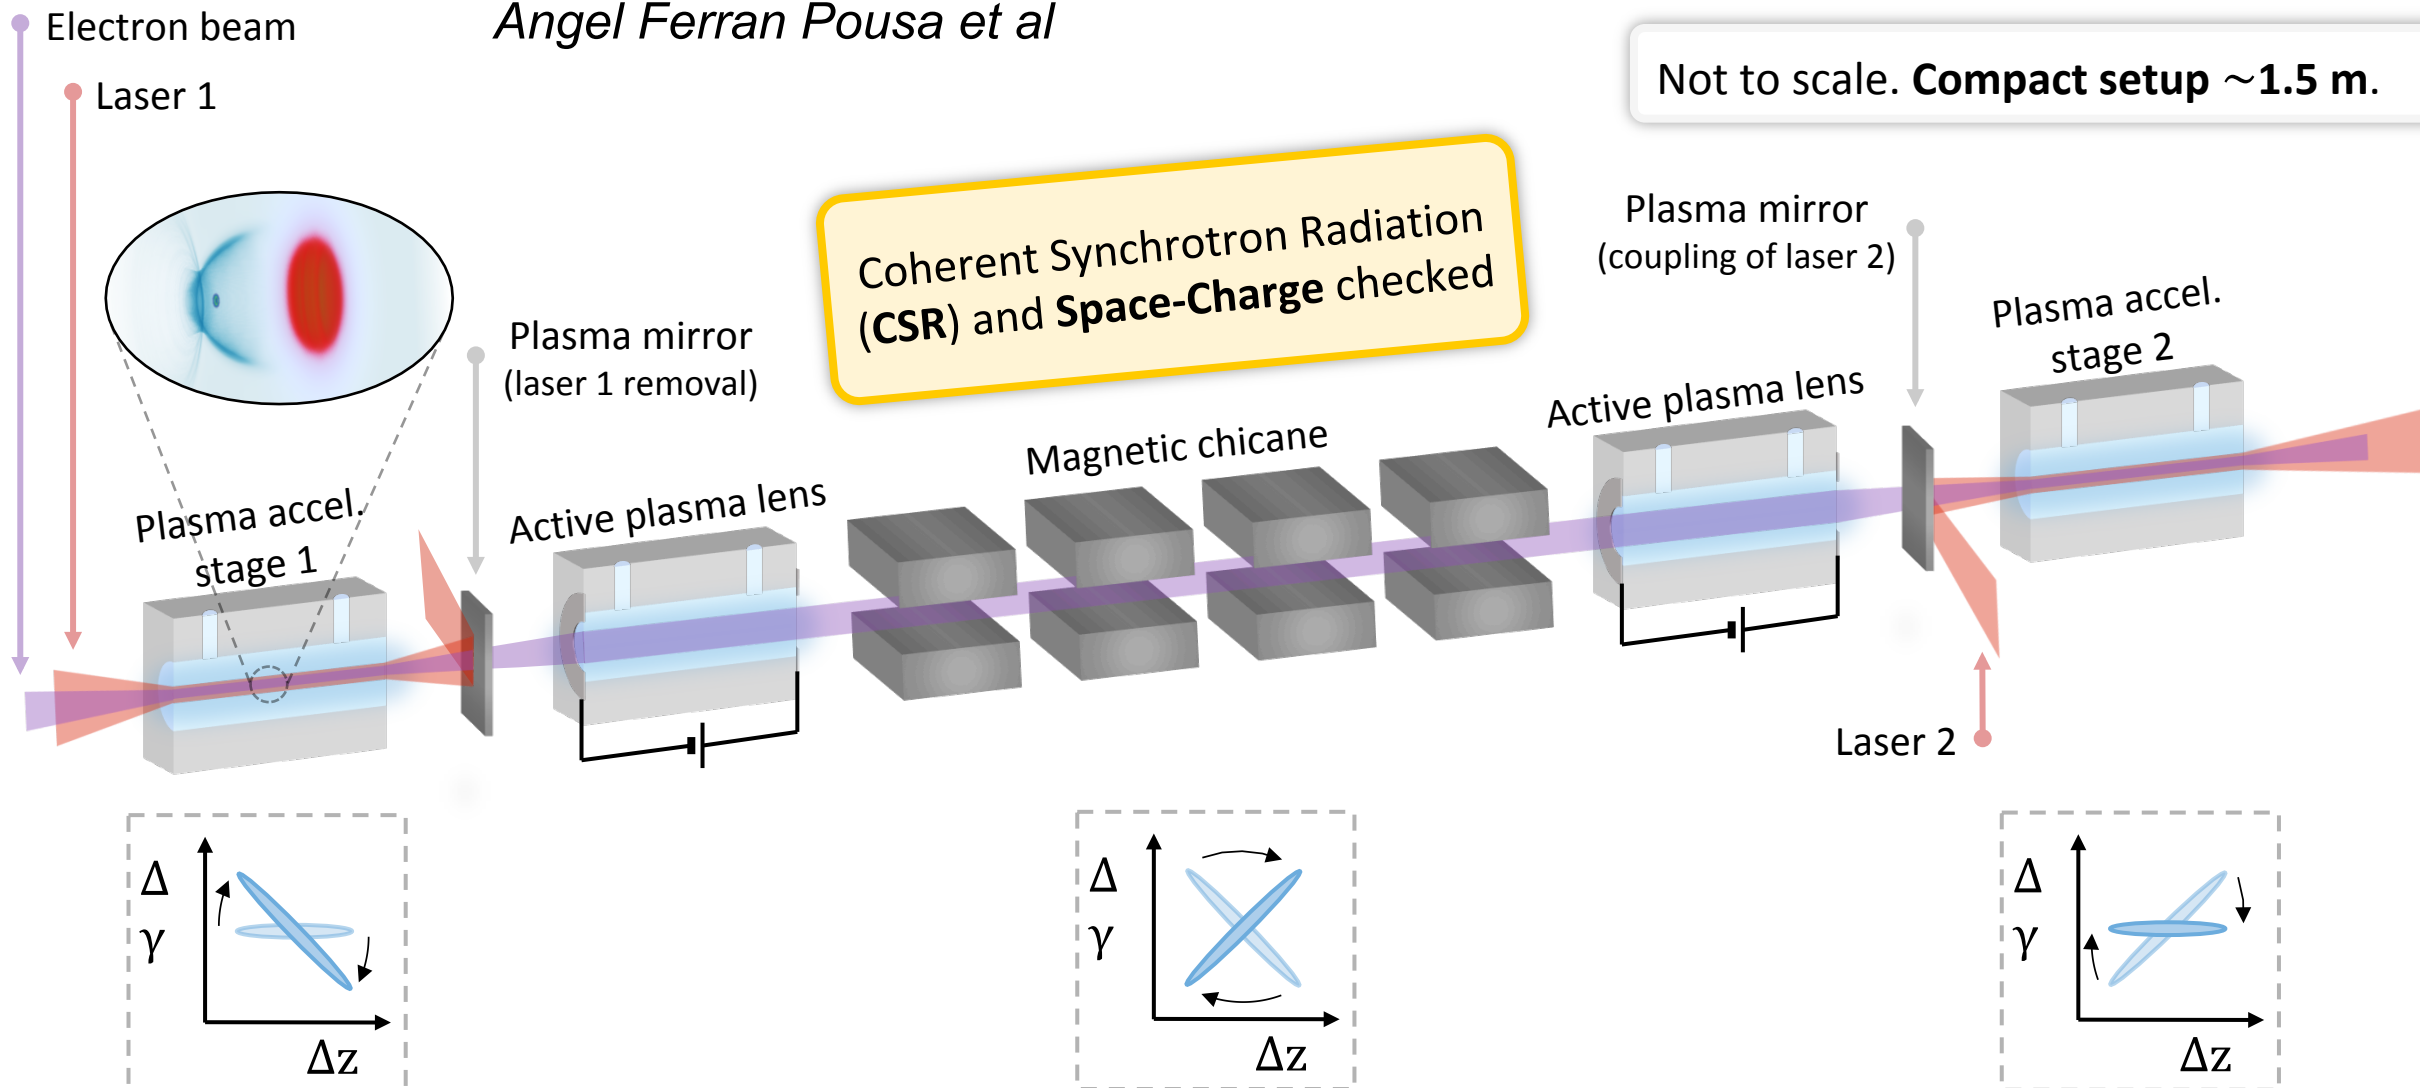 Electron beam
Angel Ferran Pousa et al
Laser 1
Not to scale. Compact setup ~1.5 m.
Coherent Synchrotron Radiation
(CSR) and Space-Charge checked
Plasma mirror
(coupling of laser 2)
Plasma accel.
stage 2
Plasma mirror
(laser 1 removal)
Active plasma lens
Magnetic chicane
Active plasma lens
Plasma accel.
stage 1
Laser 2
Δ
γ
Δz
Δ
γ
Δz
Δ
γ
Δz